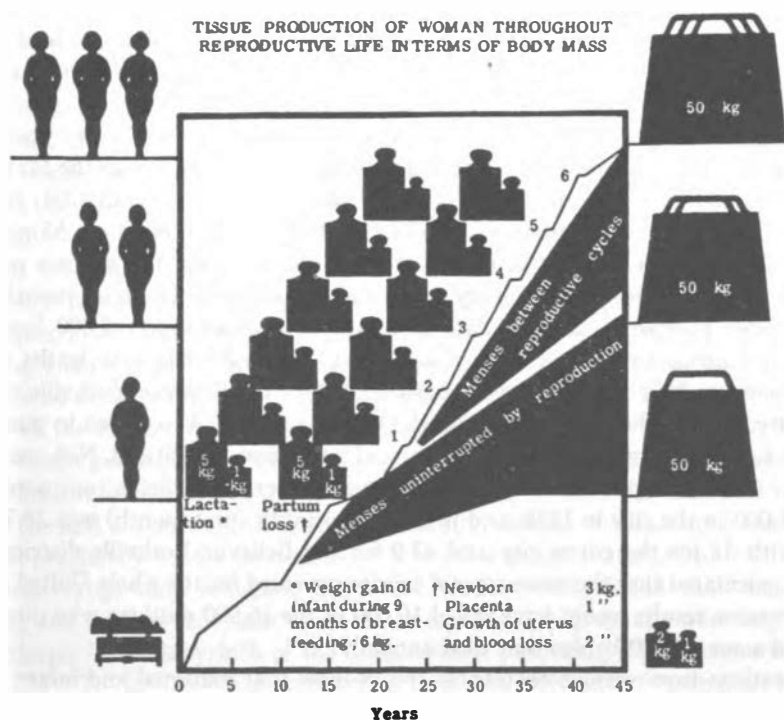 TISSUE PRODUCTION OF WOMAN THROUGHOUT
REPRODUCTIVE LIFE IN TERMS OF BODY MASS
50 kg
50 kg
50 kg
6
5
4
3
2
1
Menses between
reproductive cycles
Menses uninterrupted by reproduction
5
kg
1
kg
5
kg
1
kg
Lacta-
tion *
Partum
loss †
* Weight gain of
infant during 9
months of breast-
feeding: 6 kg.
† Newborn 3 kg.
Placenta 1 "
Growth of uterus
and blood loss 2 "
2
kg
kg
0 5 10 15 20 25 30 35 40 45
Years